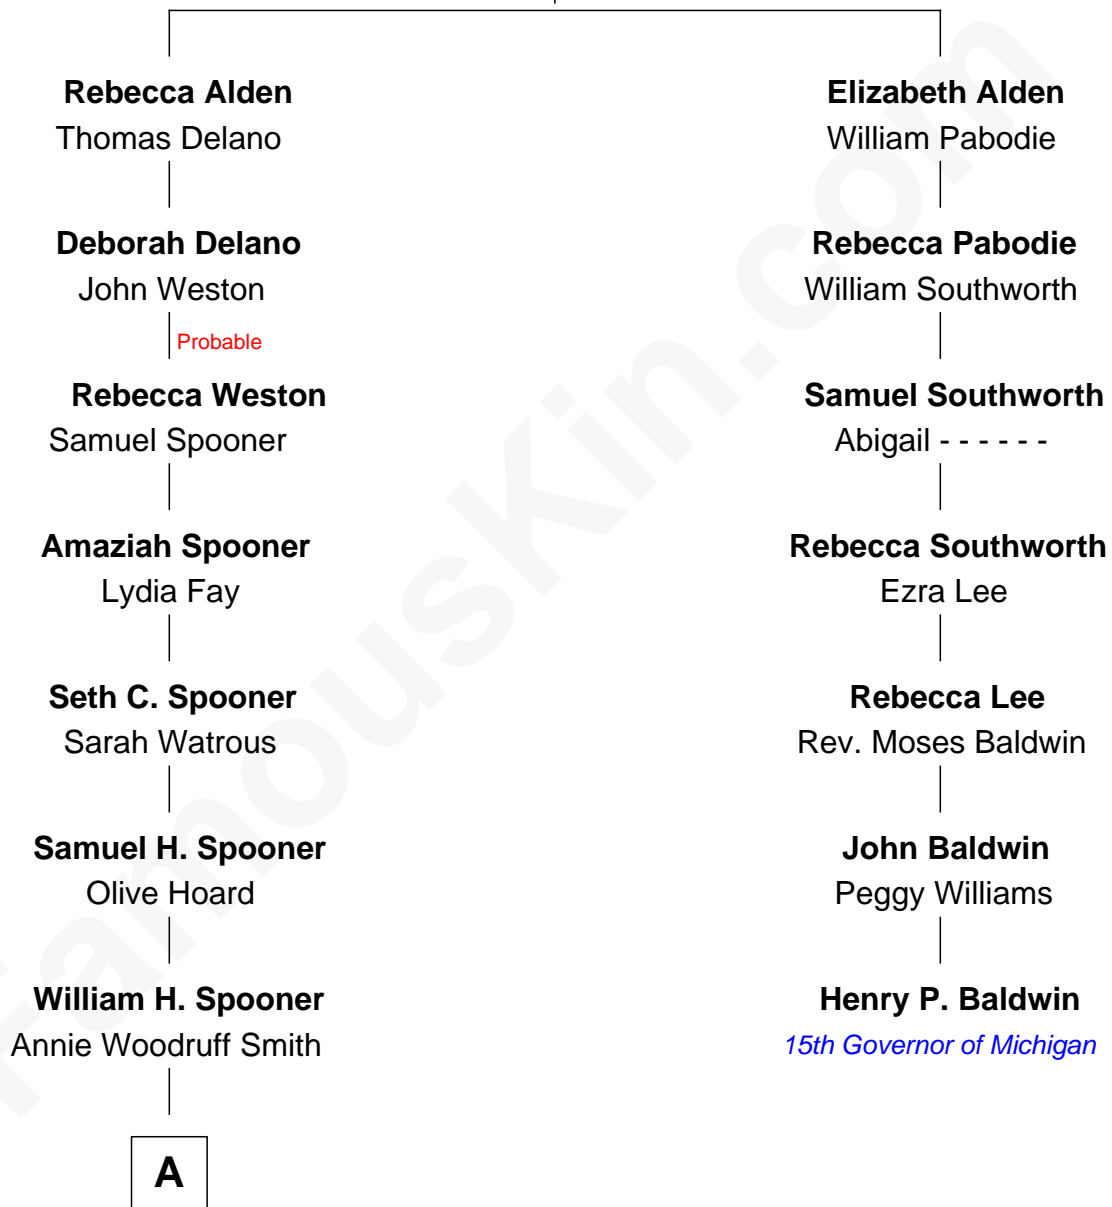 Rebecca Alden
Thomas Delano
Elizabeth Alden
William Pabodie
Deborah Delano
John Weston
Rebecca Pabodie
William Southworth
Probable
Rebecca Weston
Samuel Spooner
Samuel Southworth
Abigail - - - - - -
Amaziah Spooner
Lydia Fay
Rebecca Southworth
Ezra Lee
Seth C. Spooner
Sarah Watrous
Rebecca Lee
Rev. Moses Baldwin
Samuel H. Spooner
Olive Hoard
John Baldwin
Peggy Williams
William H. Spooner
Annie Woodruff Smith
Henry P. Baldwin
15th Governor of Michigan
A
FamousKin.com